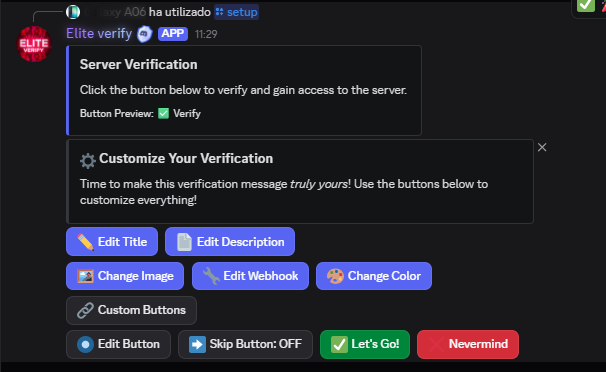 A06 ha utilizado setup
ELITE
VERIFY
Elite verify APP 11:29
Server Verification
Click the button below to verify and gain access to the server.
Button Preview: ✅ Verify
Customize Your Verification
Time to make this verification message truly yours! Use the buttons below to
customize everything!
Edit Title Edit Description
Change Image Edit Webhook Change Color
Custom Buttons
Edit Button Skip Button: OFF Let's Go! Nevermind